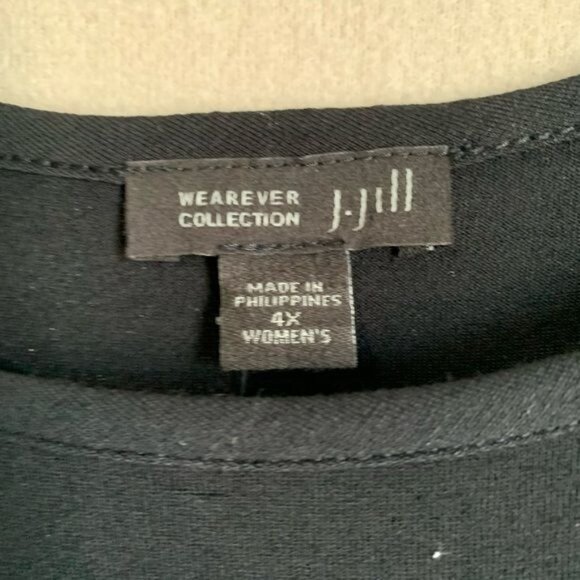 WEAREVER
COLLECTION
J.Jill
MADE IN
PHILIPPINES
4X
WOMEN'S